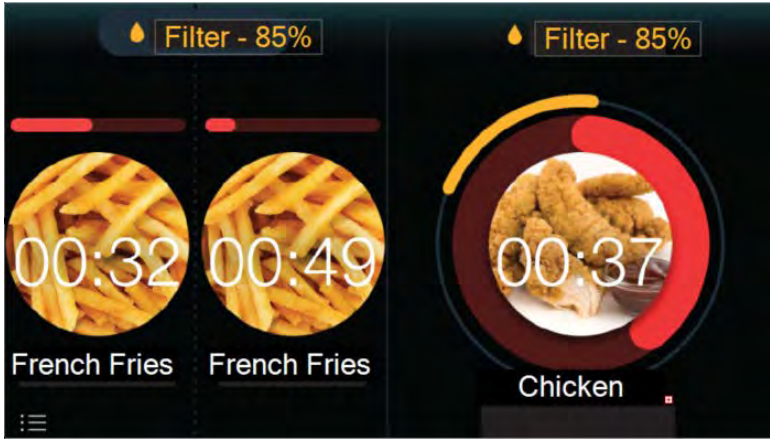 Filter - 85%
Filter - 85%
00:32
00:49
00:37
French Fries
French Fries
Chicken